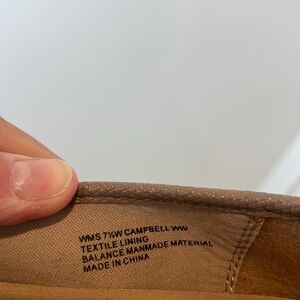 WMS 7½W CAMPBELL WW
TEXTILE LINING
BALANCE MANMADE MATERIAL
MADE IN CHINA